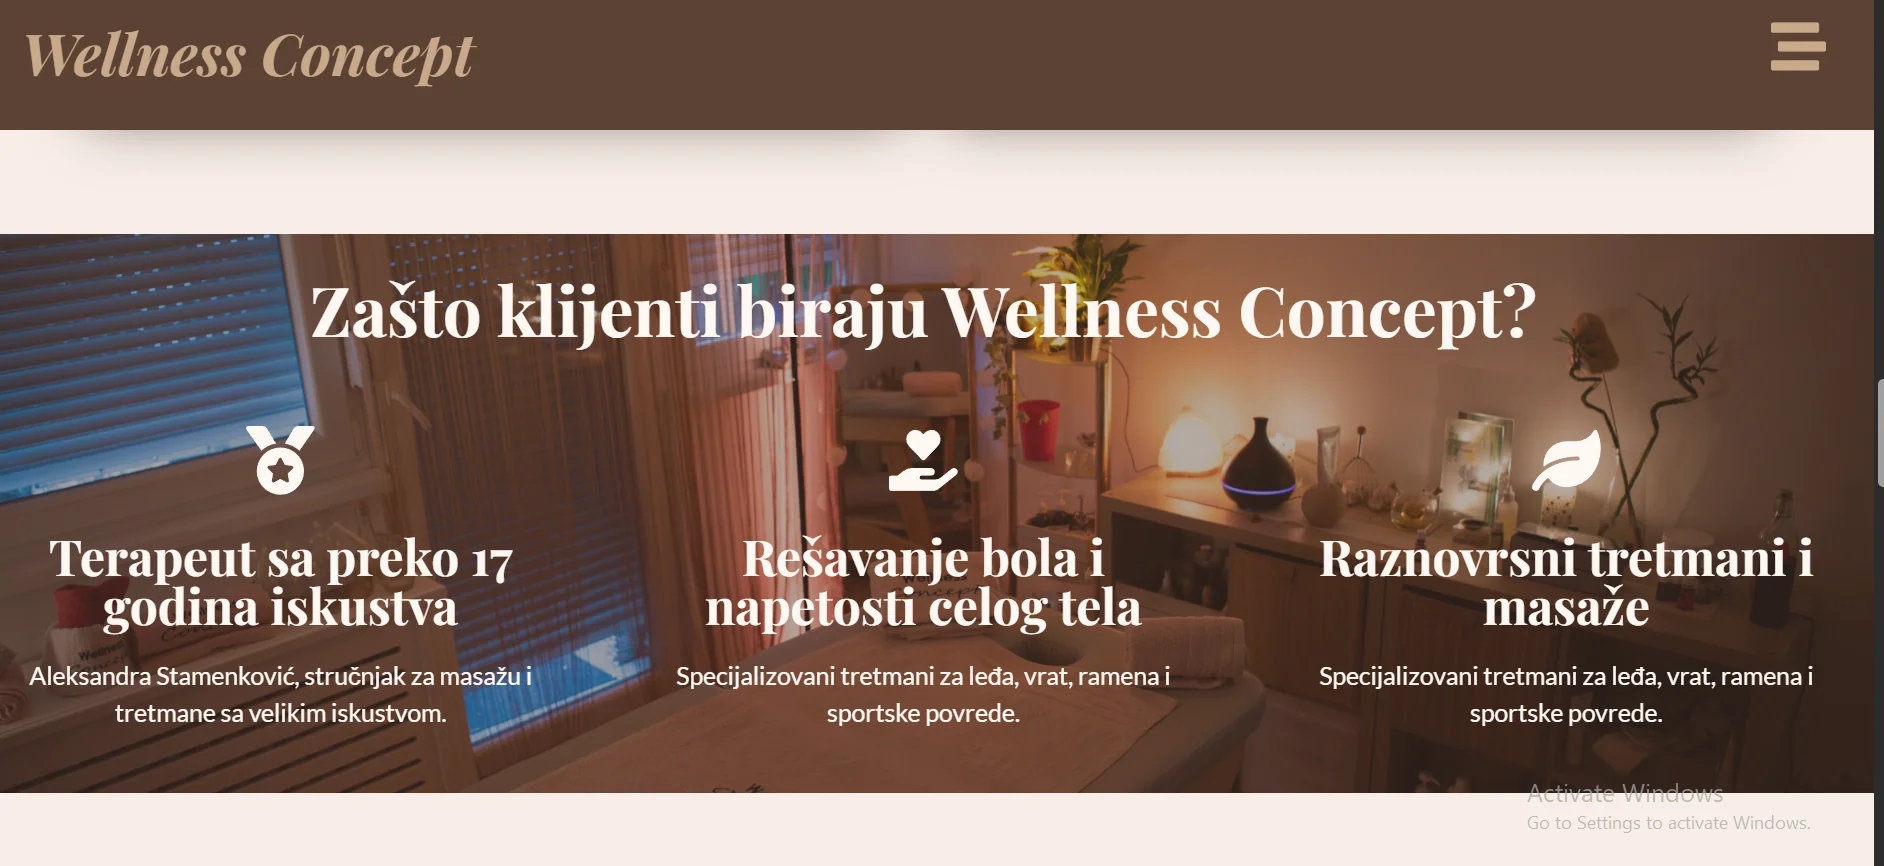 Wellness Concept
Zašto klijenti biraju Wellness Concept?
Terapeut sa preko 17
godina iskustva
Aleksandra Stamenković, stručnjak za masažu i
tretmane sa velikim iskustvom.
Rešavanje bola i
napetosti celog tela
Specijalizovani tretmani za leđa, vrat, ramena i
sportske povrede.
Raznovrsni tretmani i
masaže
Specijalizovani tretmani za leđa, vrat, ramena i
sportske povrede.
Wellness
Concept
Activate Windows
Go to Settings to activate Windows.